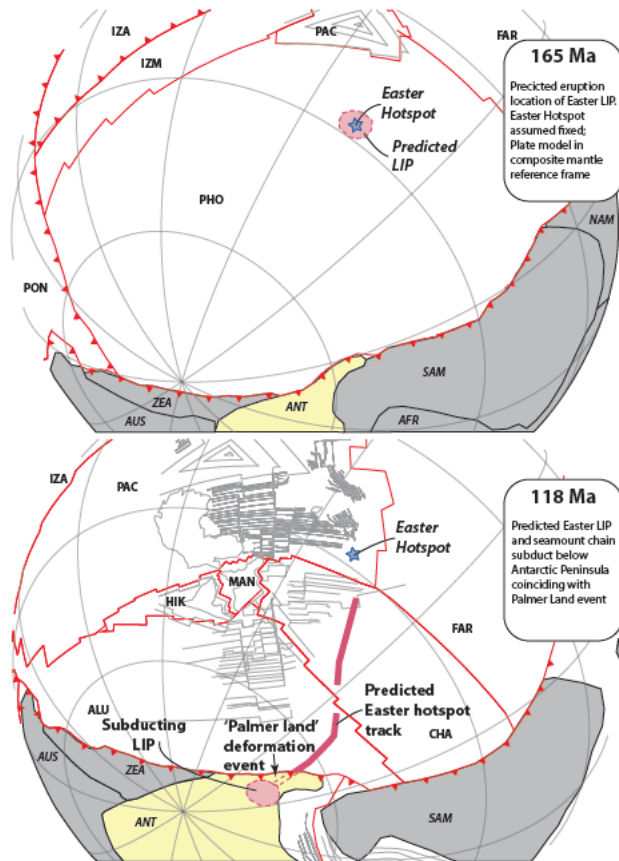 IZA
PAC
FAR
IZM
165 Ma
Precicted eruption
location of Easter LIP.
Easter Hotspot
assumed fixed;
Plate model in
composite mantle
reference frame
Easter
Hotspot
Predicted
LIP
PHO
NAM
PON
SAM
ZEA
ANT
AUS
AFR
IZA
PAC
118 Ma
Predicted Easter LIP
and seamount chain
subduct below
Antarctic Peninsula
coinciding with
Palmer Land event
Easter
Hotspot
MAN
HIK
FAR
ALU
Subducting
LIP
'Palmer land'
deformation
event
Predicted
Easter hotspot
track
CHA
AUS
ZEA
ANT
SAM